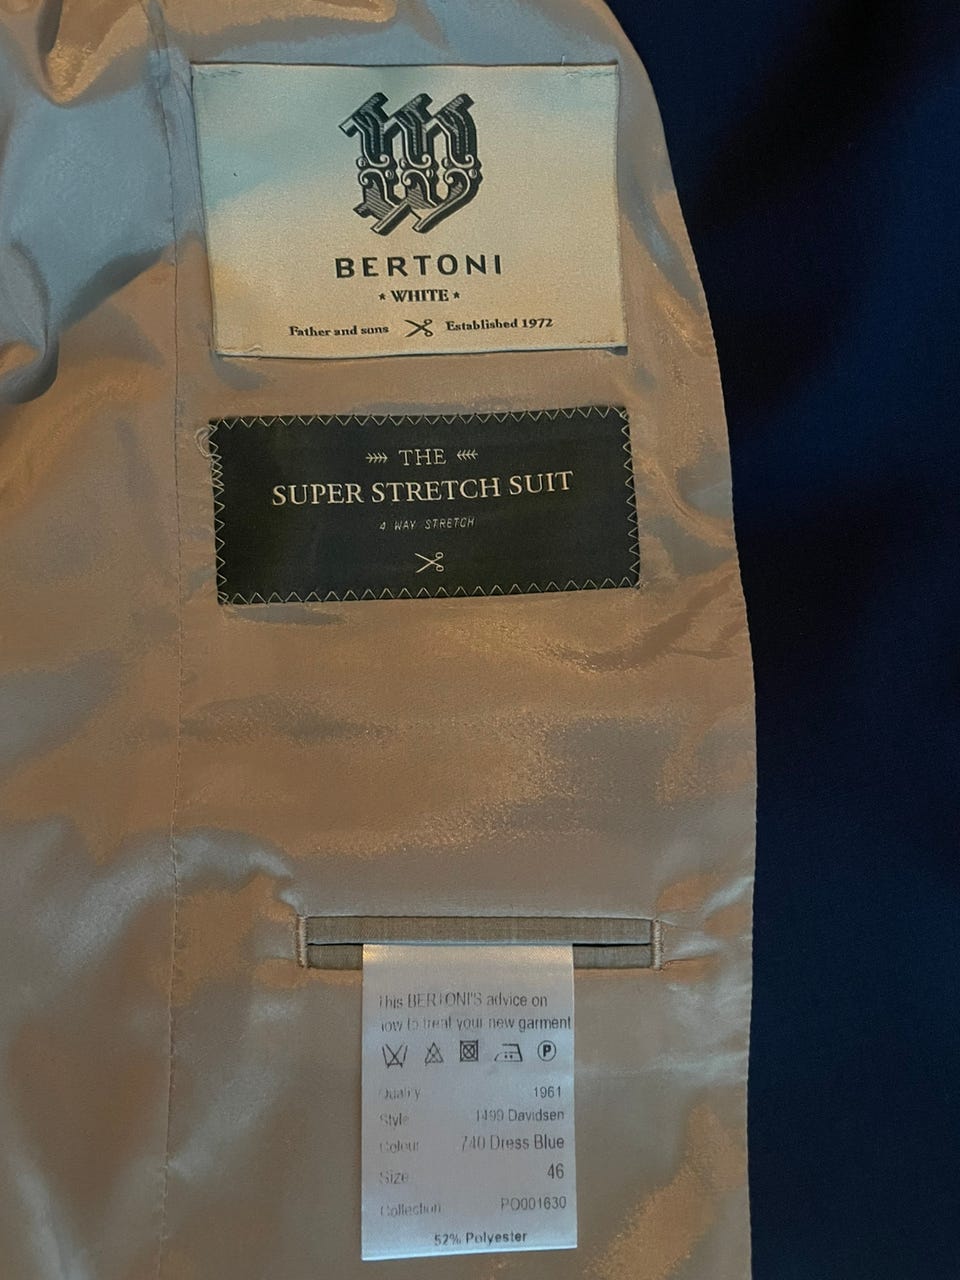 W
BERTONI
* WHITE *
Father and sons Established 1972
THE
SUPER STRETCH SUIT
4 WAY STRETCH
This BERTONI'S advice on
how to treat your new garment
P
Quality 1961
Style 1499 Davidsen
Colour 740 Dress Blue
Size 46
Collection PO001630
52% Polyester